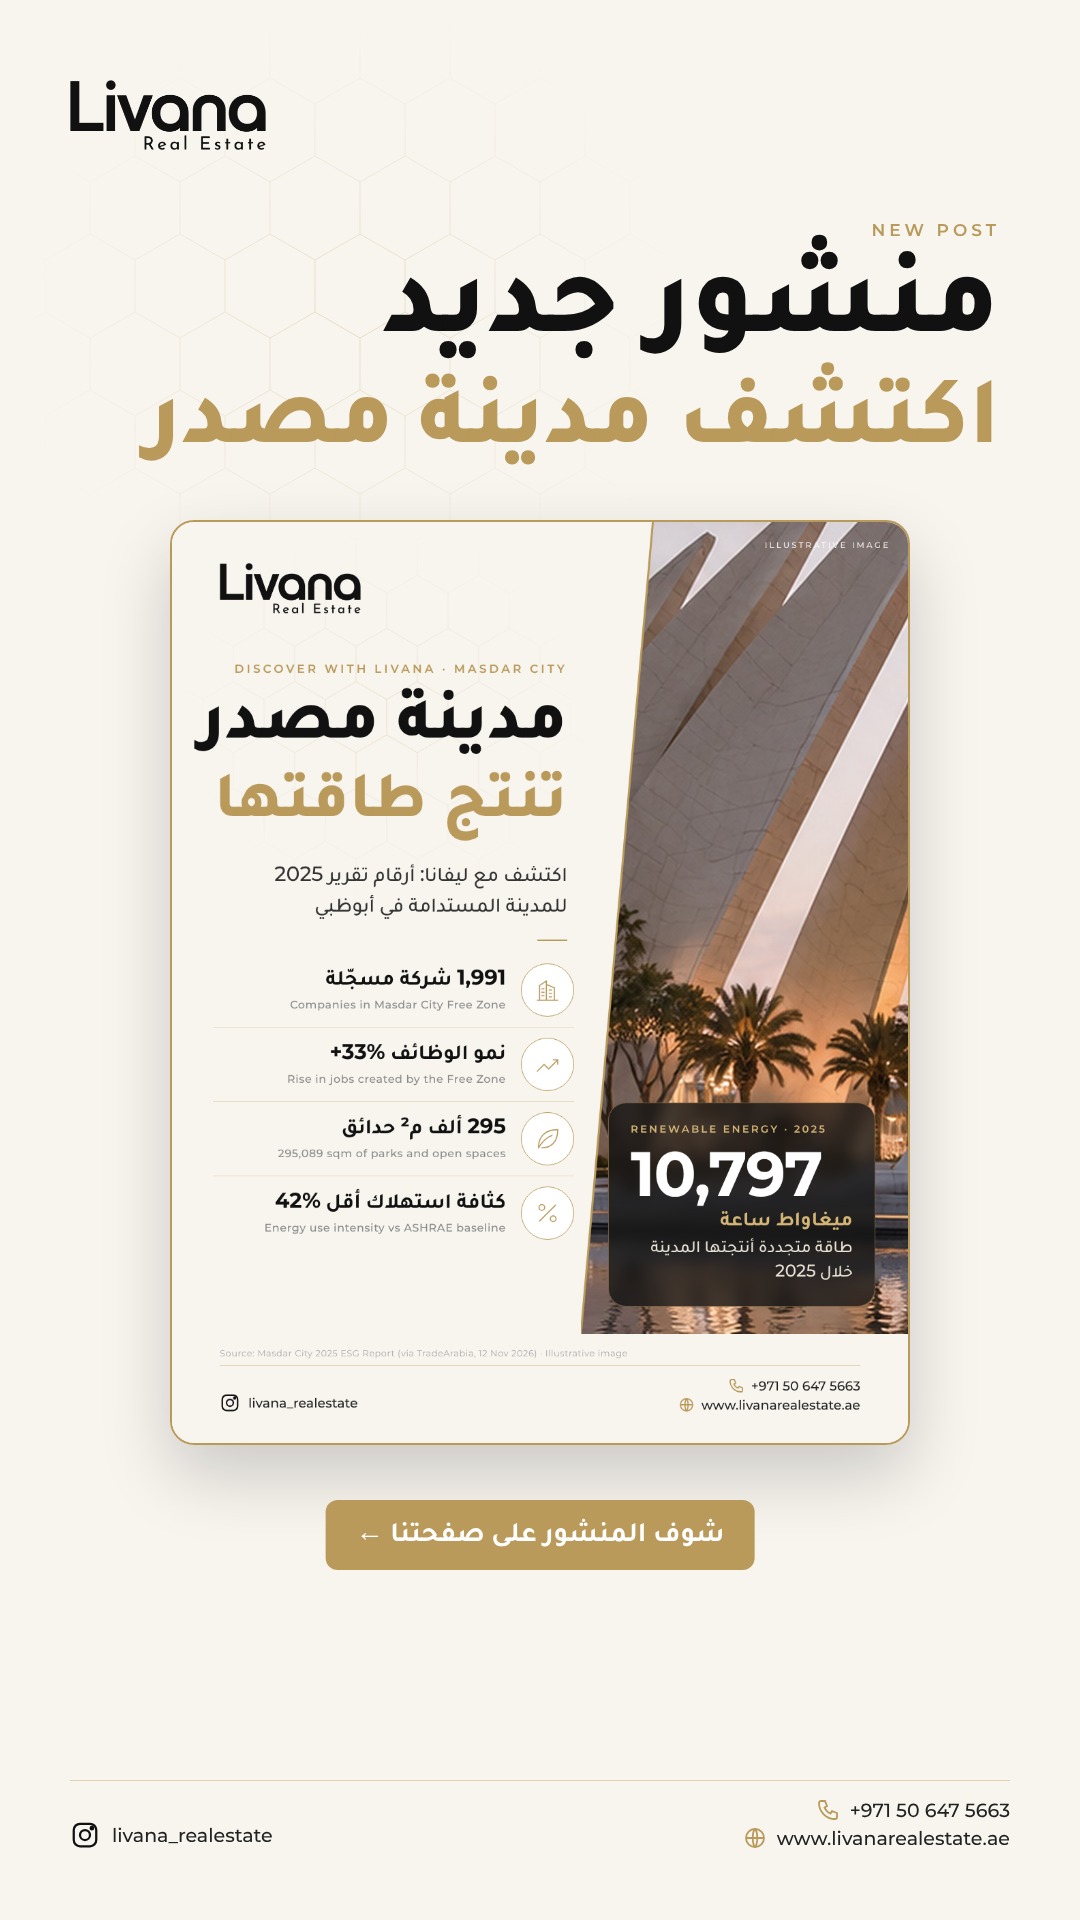 Livana
Real Estate
NEW POST
منشور جديد
اكتشف مدينة مصدر
Livana
Real Estate
ILLUSTRATIVE IMAGE
DISCOVER WITH LIVANA · MASDAR CITY
مدينة مصدر
تنتج طاقتها
اكتشف مع ليفانا: أرقام تقرير 2025
للمدينة المستدامة في أبوظبي
1,991 شركة مسجّلة
Companies in Masdar City Free Zone
نمو الوظائف 33%+
Rise in jobs created by the Free Zone
295 ألف م² حدائق
295,089 sqm of parks and open spaces
كثافة استهلاك أقل 42%
Energy use intensity vs ASHRAE baseline
RENEWABLE ENERGY · 2025
10,797
ميغاواط ساعة
طاقة متجددة أنتجتها المدينة
خلال 2025
Source: Masdar City 2025 ESG Report (via TradeArabia, 12 Nov 2026) · Illustrative image
livana_realestate
+971 50 647 5663
www.livanarealestate.ae
شوف المنشور على صفحتنا ←
livana_realestate
+971 50 647 5663
www.livanarealestate.ae